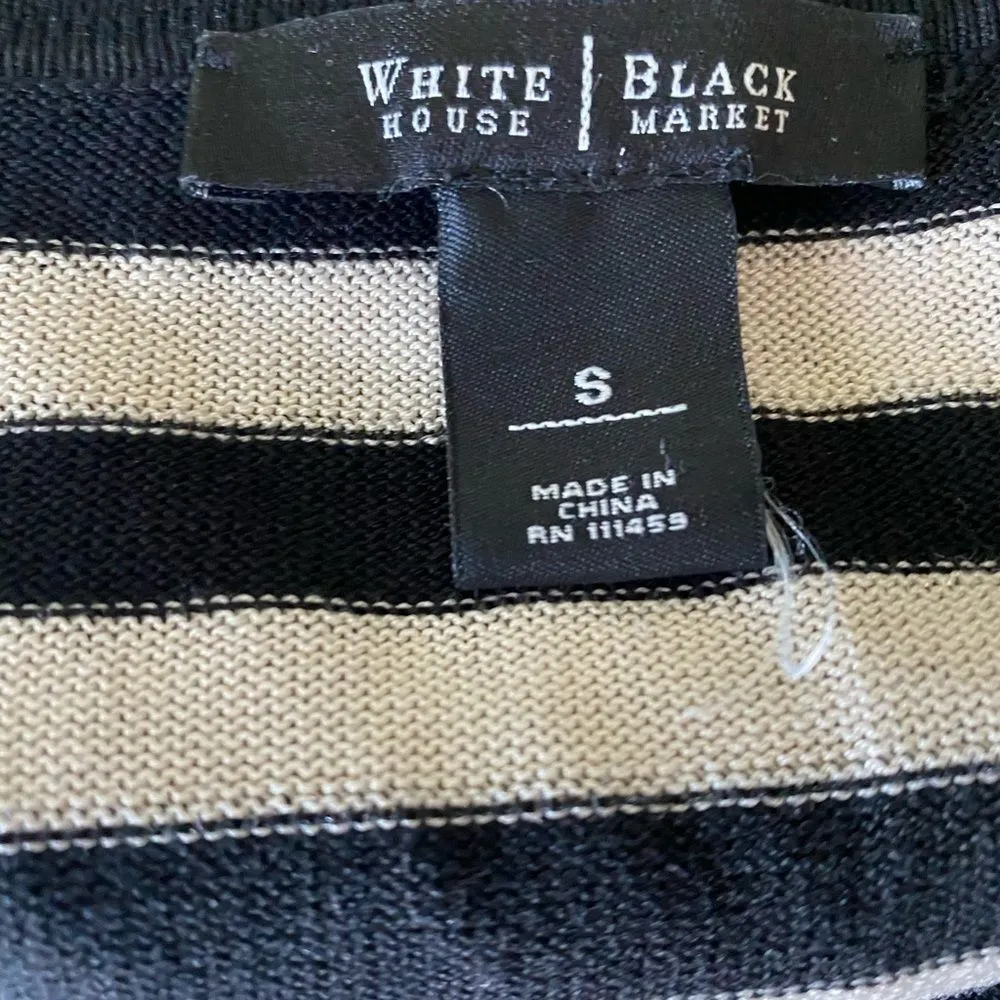 WHITE | BLACK
HOUSE | MARKET
S
MADE IN
CHINA
RN 111459